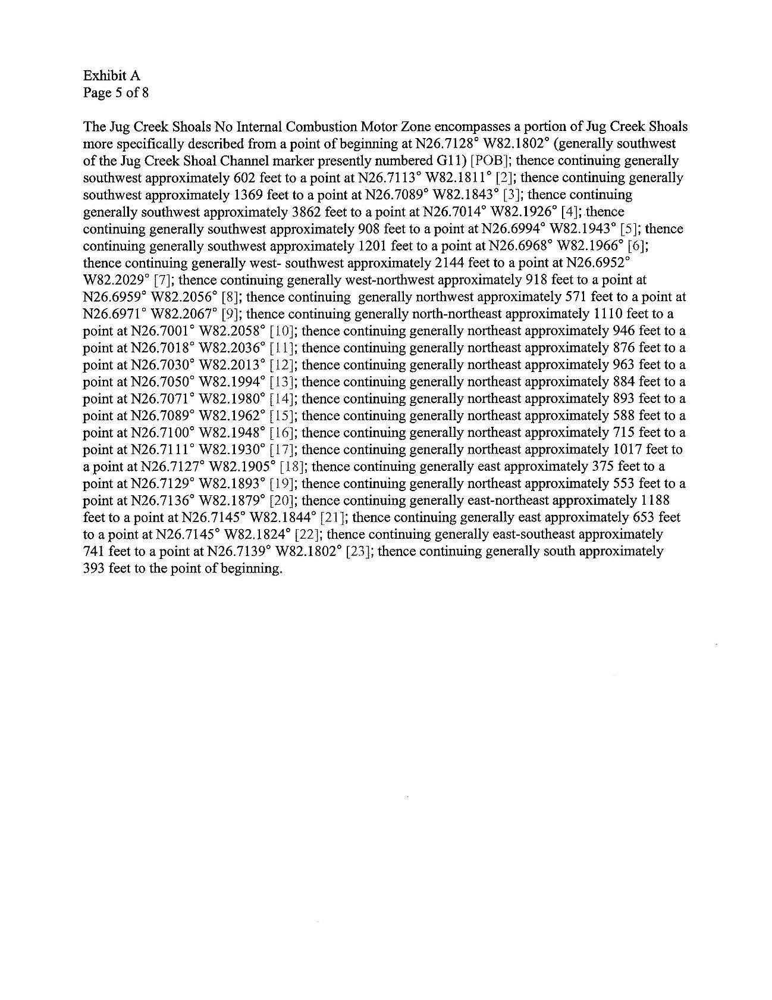 Exhibit A
Page 5 of 8
The Jug Creek Shoals No Internal Combustion Motor Zone encompasses a portion of Jug Creek Shoals
more specifically described from a point of beginning at N26.7128° W82.1802° (generally southwest
of the Jug Creek Shoal Channel marker presently numbered G11) [POB]; thence continuing generally
southwest approximately 602 feet to a point at N26.7113° W82.1811° [2]; thence continuing generally
southwest approximately 1369 feet to a point at N26.7089° W82.1843° [3]; thence continuing
generally southwest approximately 3862 feet to a point at N26.7014° W82.1926° [4]; thence
continuing generally southwest approximately 908 feet to a point at N26.6994° W82.1943° [5]; thence
continuing generally southwest approximately 1201 feet to a point at N26.6968° W82.1966° [6];
thence continuing generally west- southwest approximately 2144 feet to a point at N26.6952°
W82.2029° [7]; thence continuing generally west-northwest approximately 918 feet to a point at
N26.6959° W82.2056° [8]; thence continuing  generally northwest approximately 571 feet to a point at
N26.6971° W82.2067° [9]; thence continuing generally north-northeast approximately 1110 feet to a
point at N26.7001° W82.2058° [10]; thence continuing generally northeast approximately 946 feet to a
point at N26.7018° W82.2036° [11]; thence continuing generally northeast approximately 876 feet to a
point at N26.7030° W82.2013° [12]; thence continuing generally northeast approximately 963 feet to a
point at N26.7050° W82.1994° [13]; thence continuing generally northeast approximately 884 feet to a
point at N26.7071° W82.1980° [14]; thence continuing generally northeast approximately 893 feet to a
point at N26.7089° W82.1962° [15]; thence continuing generally northeast approximately 588 feet to a
point at N26.7100° W82.1948° [16]; thence continuing generally northeast approximately 715 feet to a
point at N26.7111° W82.1930° [17]; thence continuing generally northeast approximately 1017 feet to
a point at N26.7127° W82.1905° [18]; thence continuing generally east approximately 375 feet to a
point at N26.7129° W82.1893° [19]; thence continuing generally northeast approximately 553 feet to a
point at N26.7136° W82.1879° [20]; thence continuing generally east-northeast approximately 1188
feet to a point at N26.7145° W82.1844° [21]; thence continuing generally east approximately 653 feet
to a point at N26.7145° W82.1824° [22]; thence continuing generally east-southeast approximately
741 feet to a point at N26.7139° W82.1802° [23]; thence continuing generally south approximately
393 feet to the point of beginning.